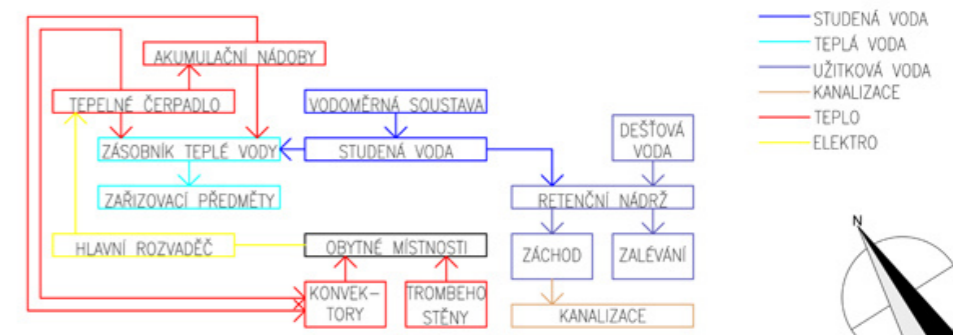 AKUMULAČNÍ NÁDOBY
TEPELNÉ ČERPADLO
VODOMĚRNÁ SOUSTAVA
DEŠŤOVÁ
VODA
ZÁSOBNÍK TEPLÉ VODY
STUDENÁ VODA
ZAŘIZOVACÍ PŘEDMĚTY
RETENČNÍ NÁDRŽ
HLAVNÍ ROZVADĚČ
OBYTNÉ MÍSTNOSTI
ZÁCHOD
ZALÉVÁNÍ
KONVEK-
TORY
TROMBEHO
STĚNY
KANALIZACE
STUDENÁ VODA
TEPLÁ VODA
UŽITKOVÁ VODA
KANALIZACE
TEPLO
ELEKTRO
N